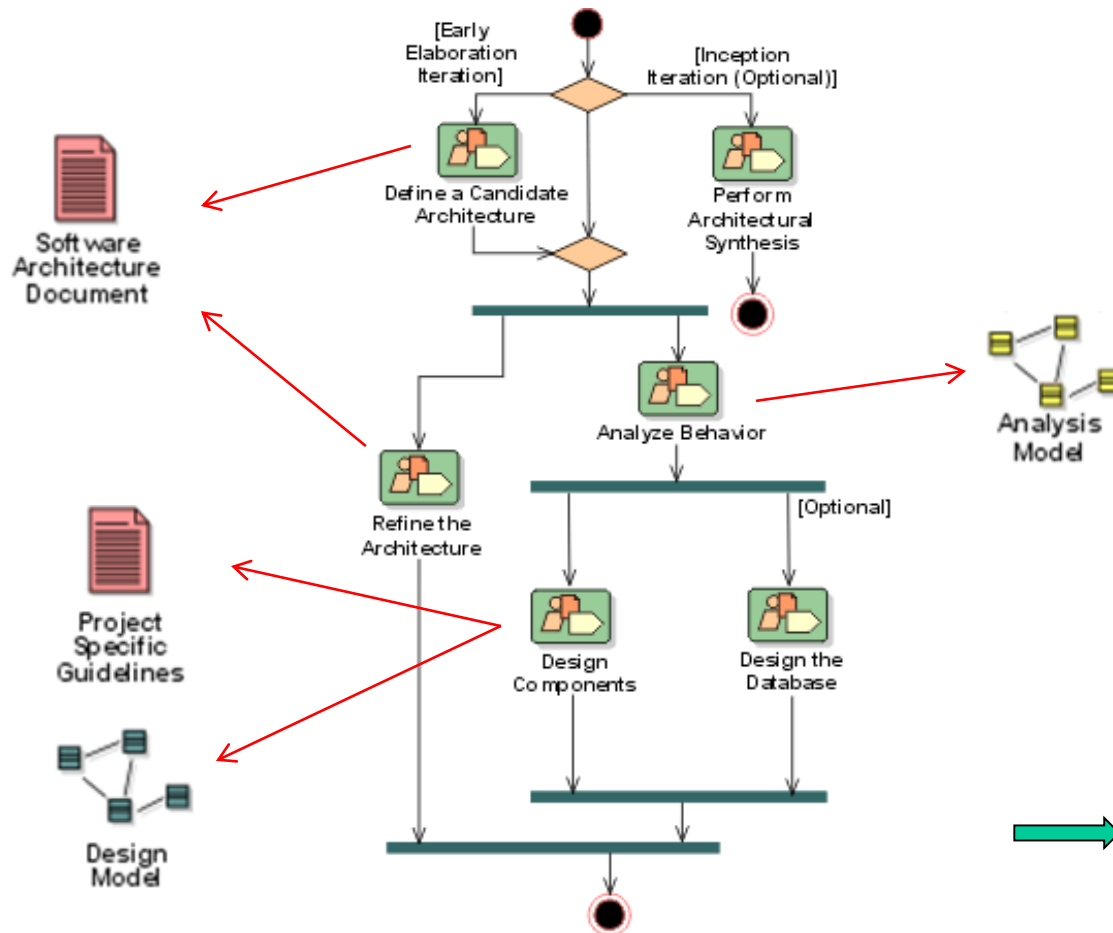 [Early
Elaboration
Iteration]
[Inception
Iteration (Optional)]
Define a Candidate
Architecture
Perform
Architectural
Synthesis
Software
Architecture
Document
Analyze Behavior
Analysis
Model
[Optional]
Refine the
Architecture
Project
Specific
Guidelines
Design
Components
Design the
Database
Design
Model